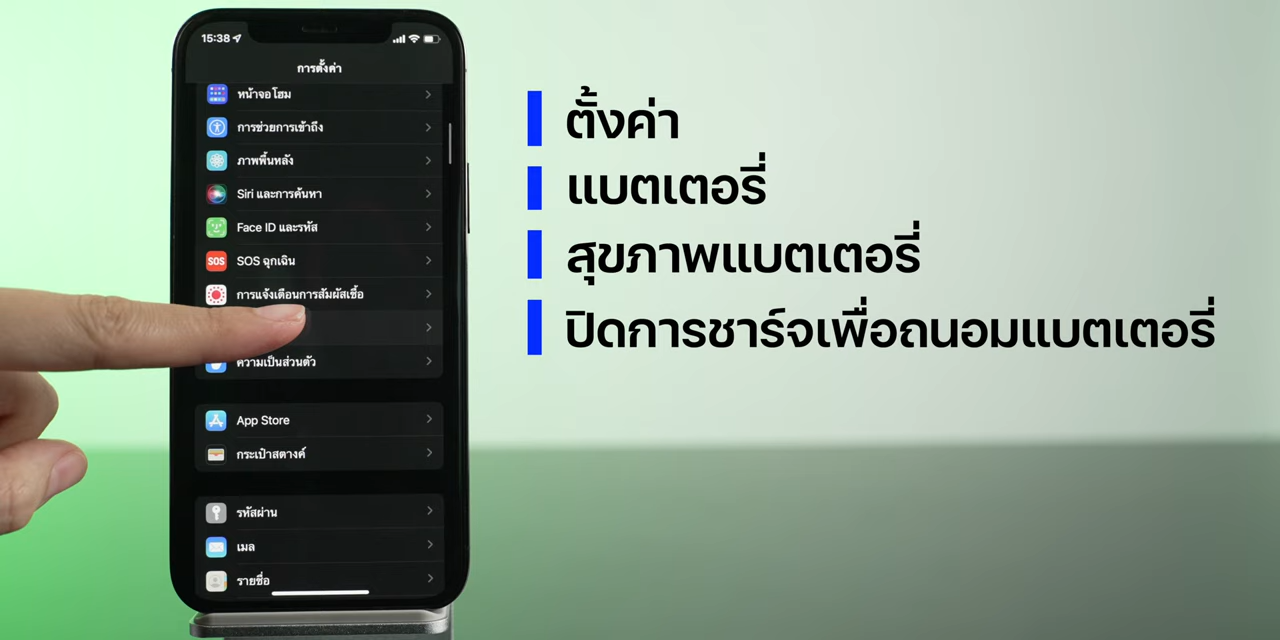 15:38
การตั้งค่า
หน้าจอโฮม
การช่วยการเข้าถึง
ภาพพื้นหลัง
Siri และการค้นหา
Face ID และรหัส
SOS SOS ฉุกเฉิน
การแจ้งเตือนการสัมผัสเชื้อ
ความเป็นส่วนตัว
App Store
กระเป๋าสตางค์
รหัสผ่าน
เมล
รายชื่อ
ตั้งค่า
แบตเตอรี่
สุขภาพแบตเตอรี่
ปิดการชาร์จเพื่อถนอมแบตเตอรี่